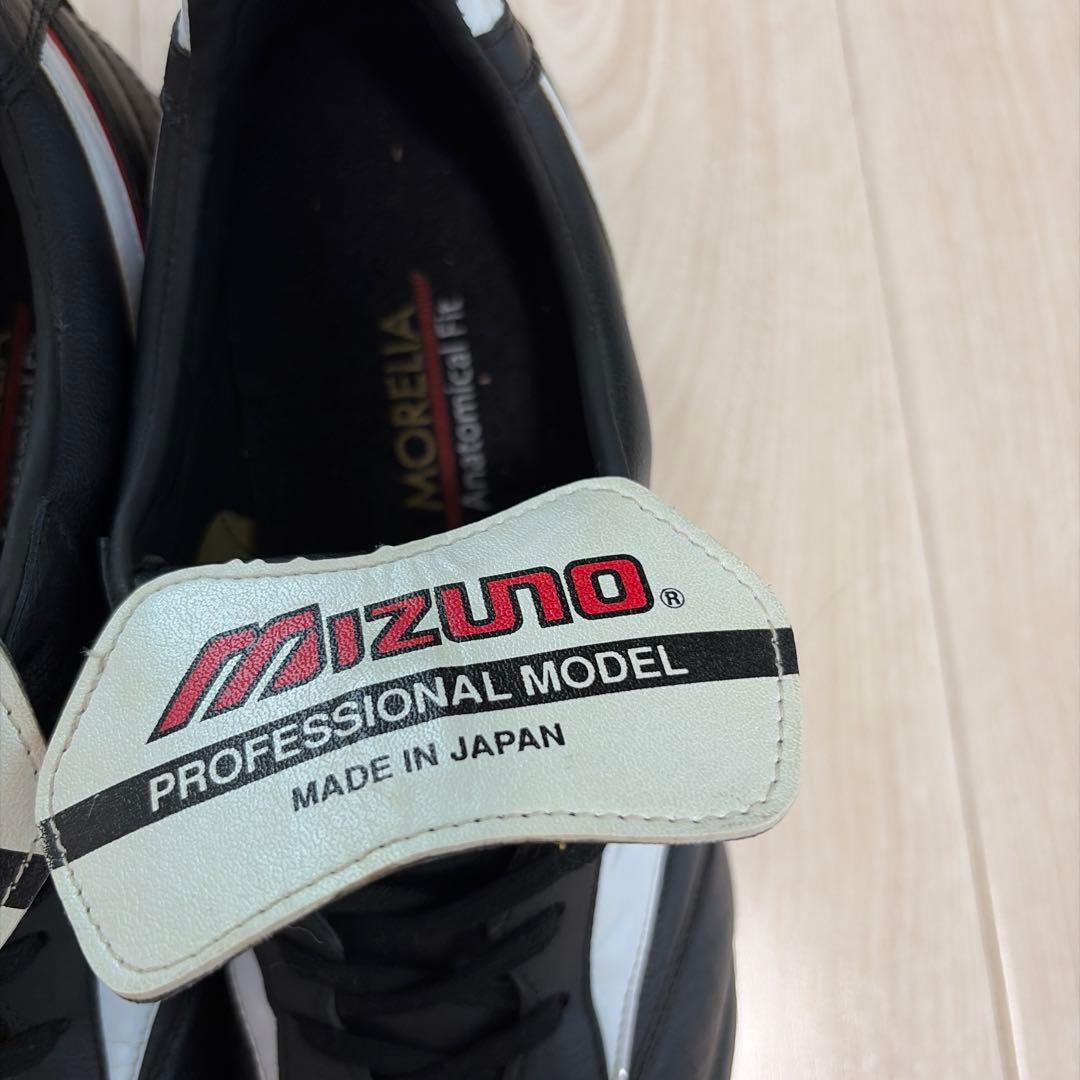 MORELIA
Anatomical Fit
MIZUNO®
PROFESSIONAL MODEL
MADE IN JAPAN